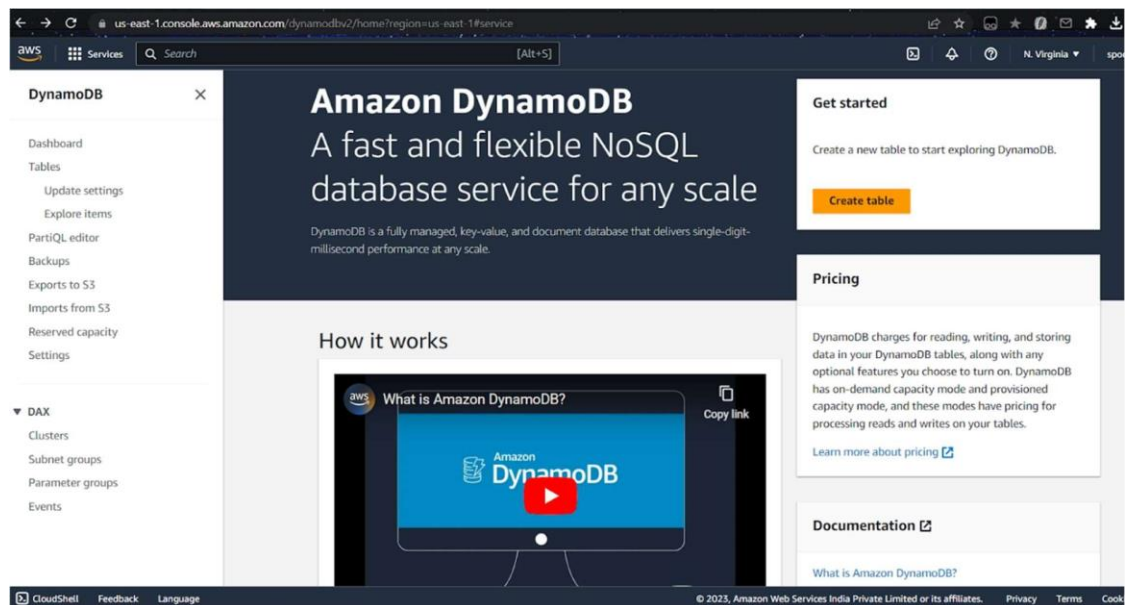 us-east-1.console.aws.amazon.com/dynamodbv2/home?region=us-east-1#service
aws
Services
Search
[Alt+S]
N. Virginia
DynamoDB
Dashboard
Tables
Update settings
Explore items
PartiQL editor
Backups
Exports to S3
Imports from S3
Reserved capacity
Settings
DAX
Clusters
Subnet groups
Parameter groups
Events
Amazon DynamoDB
A fast and flexible NoSQL
database service for any scale
DynamoDB is a fully managed, key-value, and document database that delivers single-digit-
millisecond performance at any scale.
How it works
aws
What is Amazon DynamoDB?
Copy link
Amazon
DynamoDB
Get started
Create a new table to start exploring DynamoDB.
Create table
Pricing
DynamoDB charges for reading, writing, and storing
data in your DynamoDB tables, along with any
optional features you choose to turn on. DynamoDB
has on-demand capacity mode and provisioned
capacity mode, and these modes have pricing for
processing reads and writes on your tables.
Learn more about pricing
Documentation
What is Amazon DynamoDB?
CloudShell
Feedback
Language
© 2023, Amazon Web Services India Private Limited or its affiliates.
Privacy
Terms